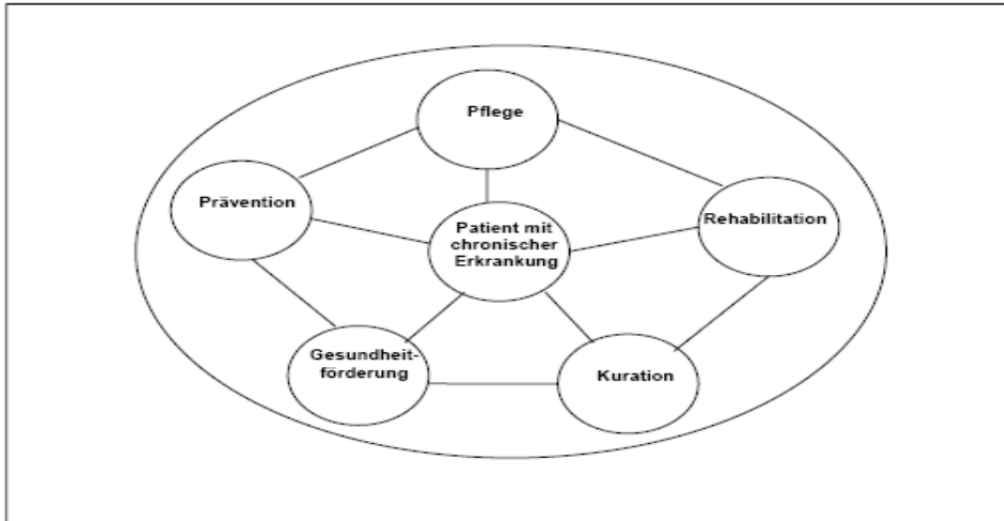 Pflege
Prävention
Rehabilitation
Patient mit
chronischer
Erkrankung
Gesundheit-
förderung
Kuration